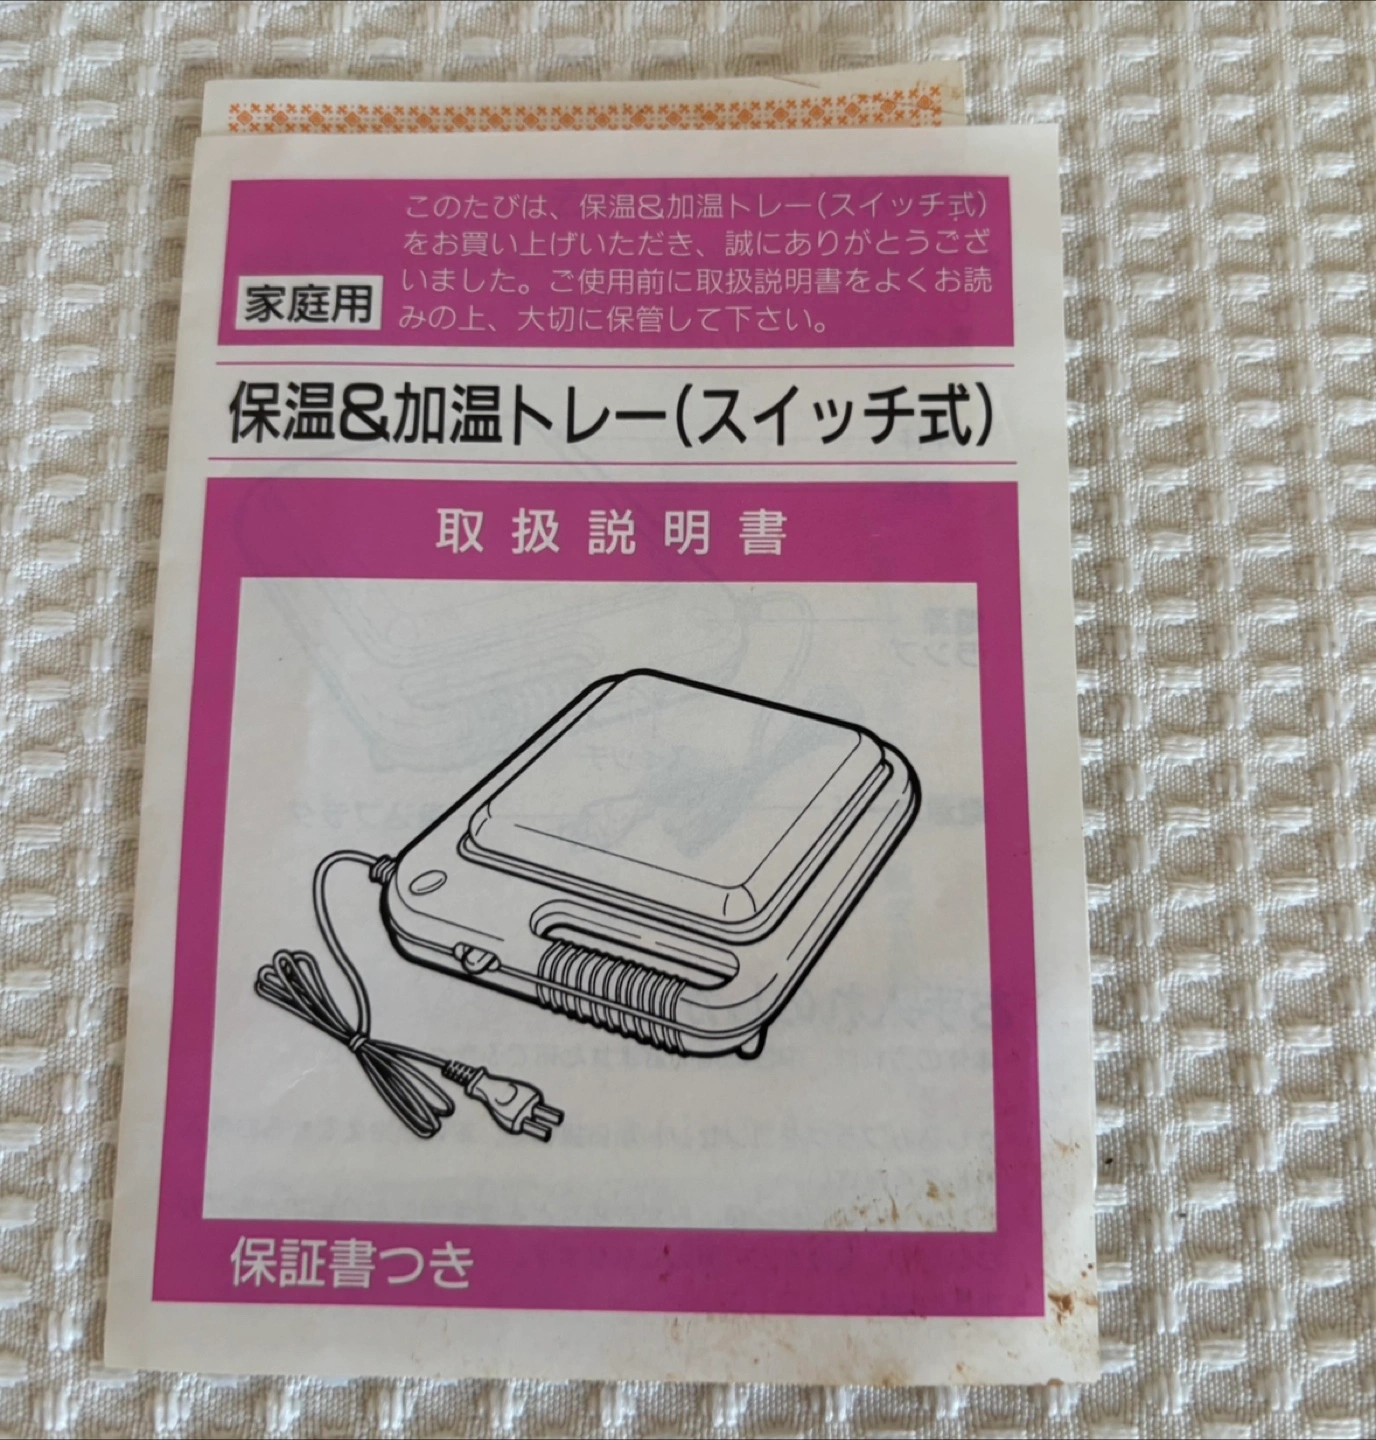 このたびは、保温&加温トレー(スイッチ式)
をお買い上げいただき、誠にありがとうござ
いました。ご使用前に取扱説明書をよくお読
みの上、大切に保管して下さい。
家庭用
保温&加温トレー(スイッチ式)
取扱説明書
保証書つき